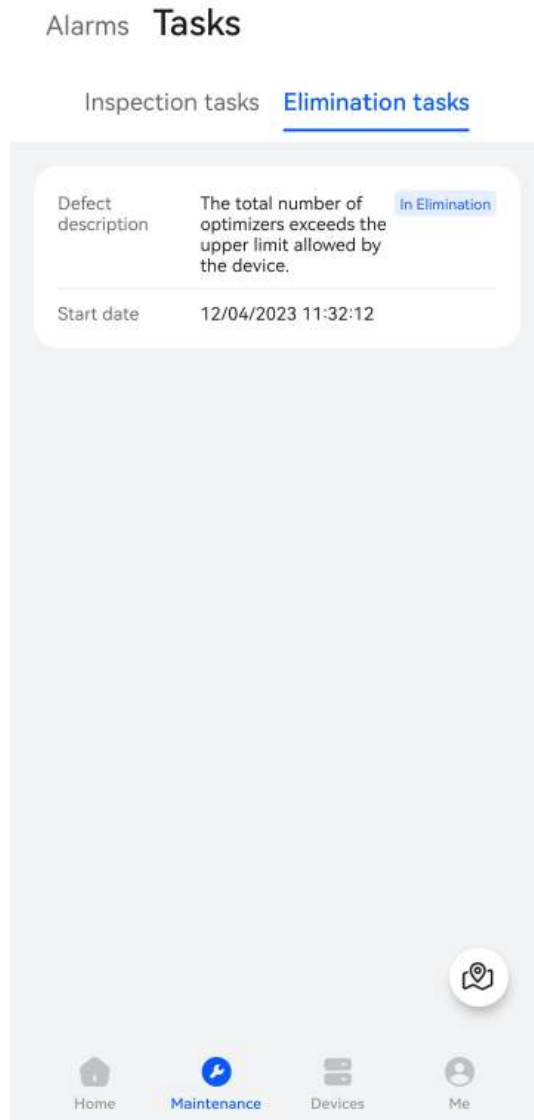 Alarms Tasks
Inspection tasks Elimination tasks
Defect description
The total number of
optimizers exceeds the
upper limit allowed by
the device.
In Elimination
Start date 12/04/2023 11:32:12
Home Maintenance Devices Me